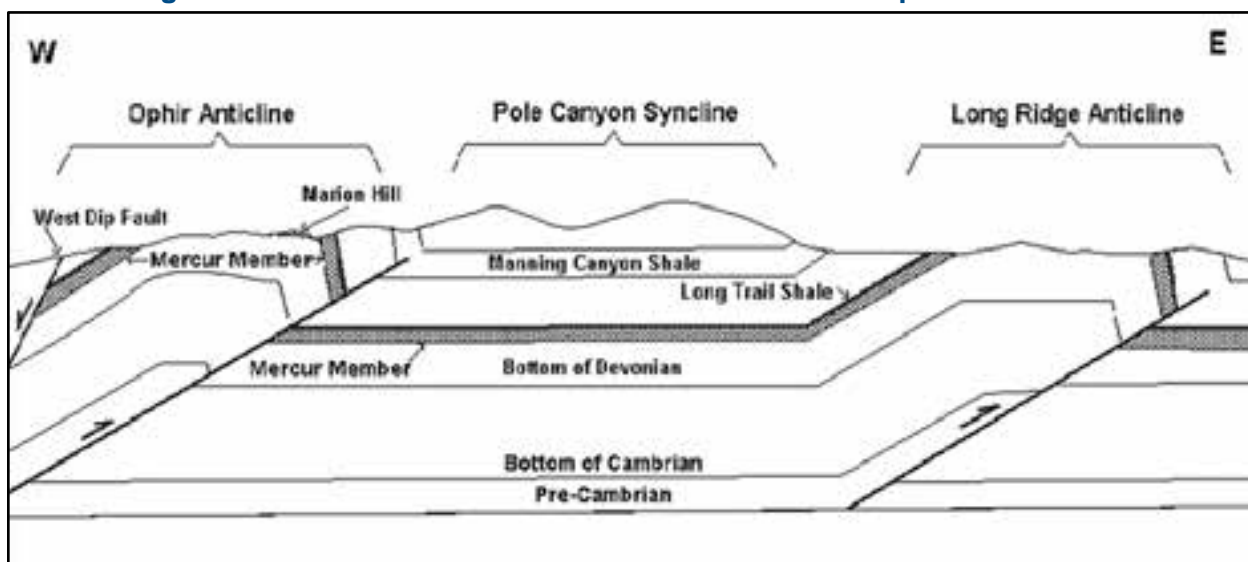 W
E
Ophir Anticline
Pole Canyon Syncline
Long Ridge Anticline
Marion Hill
West Dip Fault
Mercur Member
Manning Canyon Shale
Long Trail Shale
Mercur Member
Bottom of Devonian
Bottom of Cambrian
Pre-Cambrian